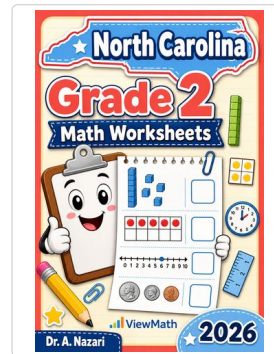 North Carolina
Grade 2
Math Worksheets
0 1 2 3 4 5 6 7 8 9 10
ViewMath
Dr. A. Nazari
2026